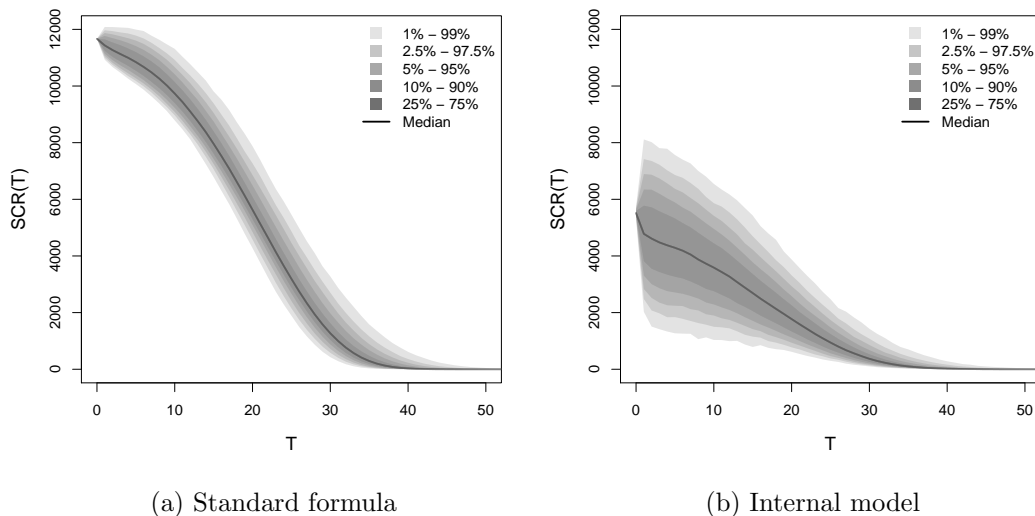 SCR(T)
12000
10000
8000
6000
4000
2000
0
1% − 99%
2.5% − 97.5%
5% − 95%
10% − 90%
25% − 75%
Median
0 10 20 30 40 50
T
(a) Standard formula
SCR(T)
12000
10000
8000
6000
4000
2000
0
1% − 99%
2.5% − 97.5%
5% − 95%
10% − 90%
25% − 75%
Median
0 10 20 30 40 50
T
(b) Internal model